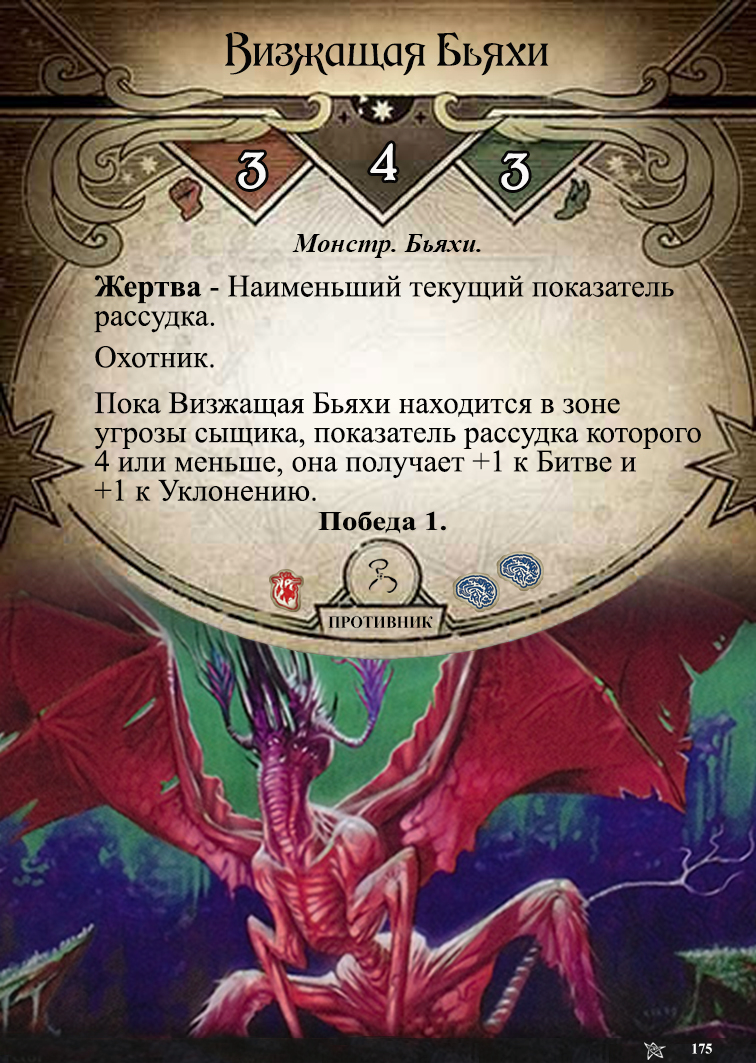 Визжащая Бьяхи
3 4 3
Монстр. Бьяхи.
Жертва - Наименьший текущий показатель
рассудка.
Охотник.
Пока Визжащая Бьяхи находится в зоне
угрозы сыщика, показатель рассудка которого
4 или меньше, она получает +1 к Битве и
+1 к Уклонению.
Победа 1.
ПРОТИВНИК
175